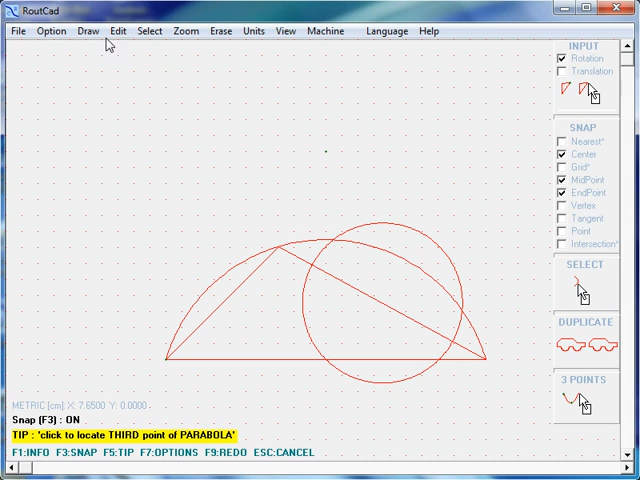 RoutCad
File Option Draw Edit Select Zoom Erase Units View Machine Language Help
INPUT
Rotation
Translation
SNAP
Nearest*
Center
Grid*
MidPoint
EndPoint
Vertex
Tangent
Point
Intersection*
SELECT
DUPLICATE
3 POINTS
METRIC [cm]: X: 7.6500 Y: 0.0000
Snap (F3) : ON
TIP : 'click to locate THIRD point of PARABOLA'
F1:INFO F3:SNAP F5:TIP F7:OPTIONS F9:REDO ESC:CANCEL